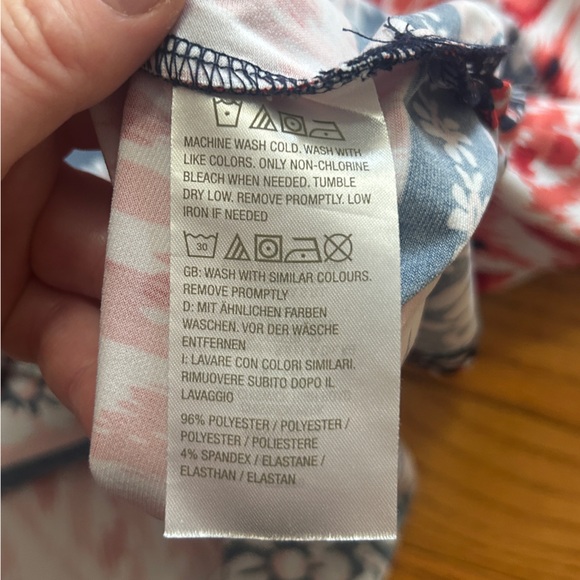 MACHINE WASH COLD. WASH WITH
LIKE COLORS. ONLY NON-CHLORINE
BLEACH WHEN NEEDED. TUMBLE
DRY LOW. REMOVE PROMPTLY. LOW
IRON IF NEEDED
30
GB: WASH WITH SIMILAR COLOURS.
REMOVE PROMPTLY
D: MIT ÄHNLICHEN FARBEN
WASCHEN. VOR DER WÄSCHE
ENTFERNEN
I: LAVARE CON COLORI SIMILARI.
RIMUOVERE SUBITO DOPO IL
LAVAGGIO
96% POLYESTER / POLYESTER /
POLYESTER / POLIESTERE
4% SPANDEX / ELASTANE /
ELASTHAN / ELASTAN